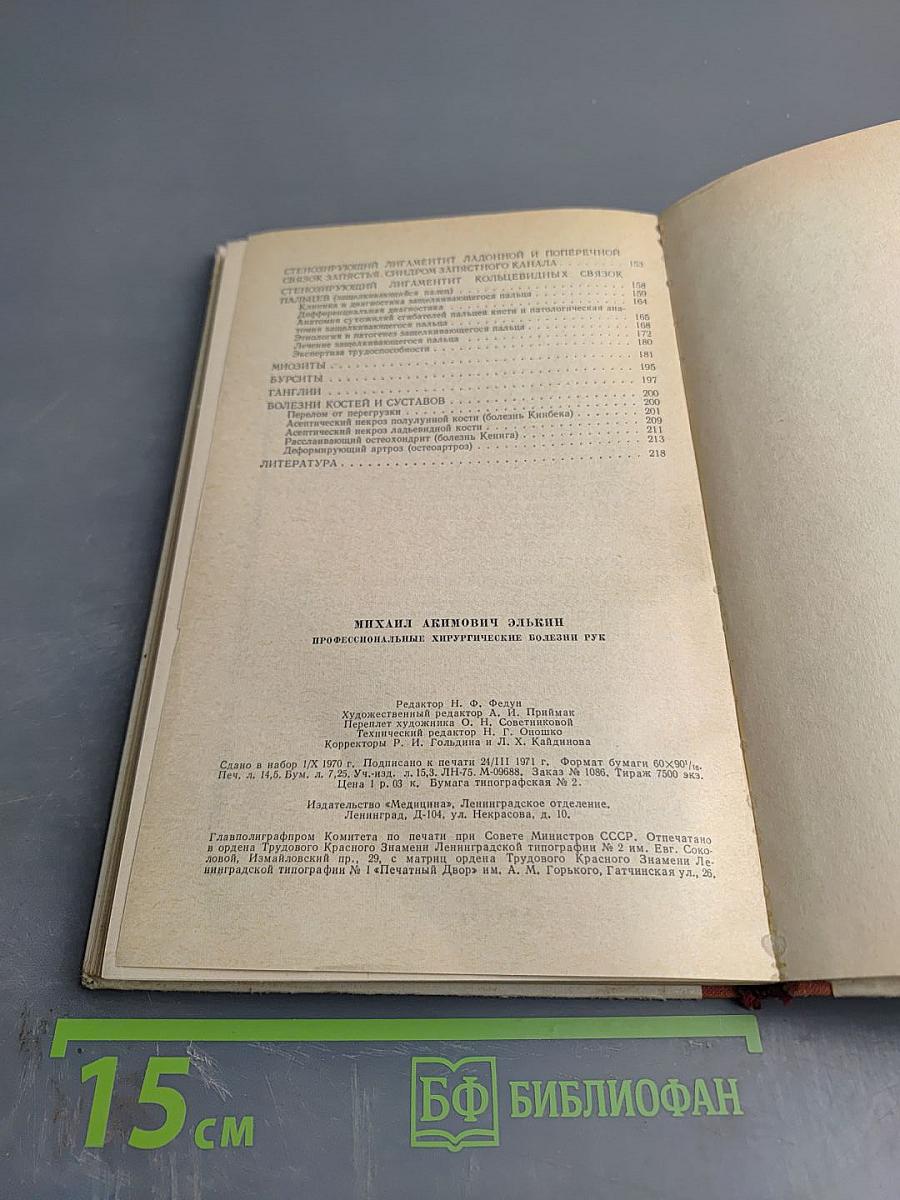 СТЕНОЗИРУЮЩИЙ ЛИГАМЕНТИТ ЛАДОННОЙ И ПОПЕРЕЧНОЙ
СВЯЗОК ЗАПЯСТЬЯ. СИНДРОМ ЗАПЯСТНОГО КАНАЛА . . . . . . . . 153
СТЕНОЗИРУЮЩИЙ ЛИГАМЕНТИТ КОЛЬЦЕВИДНЫХ СВЯЗОК
ПАЛЬЦЕВ (защелкивающийся палец) . . . . . . . . 158
Клиника и диагностика защелкивающегося пальца . . . . . . . . 159
Дифференциальная диагностика . . . . . . . . 164
Анатомия сухожилий сгибателей пальцев кисти и патологическая ана-
томия защелкивающегося пальца . . . . . . . . 165
Этиология и патогенез защелкивающегося пальца . . . . . . . . 168
Лечение защелкивающегося пальца . . . . . . . . 172
Экспертиза трудоспособности . . . . . . . . 180
МИОЗИТЫ . . . . . . . . 181
БУРСИТЫ . . . . . . . . 195
ГАНГЛИИ . . . . . . . . 197
БОЛЕЗНИ КОСТЕЙ И СУСТАВОВ . . . . . . . . 200
Перелом от перегрузки . . . . . . . . 200
Асептический некроз полулунной кости (болезнь Кинбека) . . . . . . . . 201
Асептический некроз ладьевидной кости . . . . . . . . 209
Расслаивающий остеохондрит (болезнь Кенига) . . . . . . . . 211
Деформирующий артроз (остеоартроз) . . . . . . . . 213
ЛИТЕРАТУРА . . . . . . . . 218
МИХАИЛ АКИМОВИЧ ЭЛЬКИН
ПРОФЕССИОНАЛЬНЫЕ ХИРУРГИЧЕСКИЕ БОЛЕЗНИ РУК
Редактор Н. Ф. Федун
Художественный редактор А. И. Приймак
Переплет художника О. Н. Советниковой
Технический редактор Н. Г. Оношко
Корректоры Р. И. Гольдина и Л. Х. Кайдинова
Сдано в набор 1/X 1970 г. Подписано к печати 24/III 1971 г. Формат бумаги 60×90¹/₁₆.
Печ. л. 14,5. Бум. л. 7,25. Уч.-изд. л. 15,3. ЛН-75. М-09688. Заказ № 1086. Тираж 7500 экз.
Цена 1 р. 03 к. Бумага типографская № 2.
Издательство «Медицина», Ленинградское отделение.
Ленинград, Д-104, ул. Некрасова, д. 10.
Главполиграфпром Комитета по печати при Совете Министров СССР. Отпечатано
в ордена Трудового Красного Знамени Ленинградской типографии № 2 им. Евг. Соко-
ловой, Измайловский пр., 29, с матриц ордена Трудового Красного Знамени Ле-
нинградской типографии № 1 «Печатный Двор» им. А. М. Горького, Гатчинская ул., 26.
15 см
БФ БИБЛИОФАН